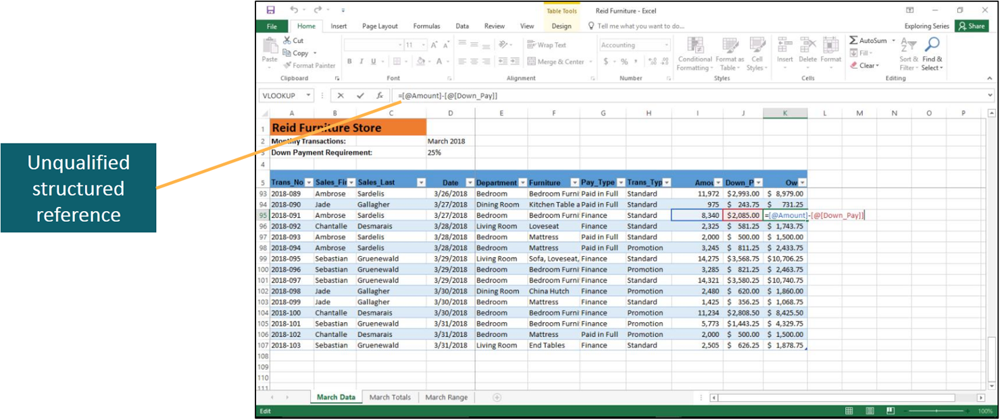 Unqualified
structured
reference
Table Tools
Reid Furniture - Excel
File Home Insert Page Layout Formulas Data Review View Design Tell me what you want to do... Exploring Series Share
Paste
Cut
Copy
Format Painter
Clipboard
11
B I U
Font
Wrap Text
Merge & Center
Alignment
Accounting
$ % ,
Number
Conditional Formatting
Format as Table
Cell Styles
Styles
Insert Delete Format
Cells
AutoSum
Fill
Clear
Sort & Filter
Find & Select
Editing
VLOOKUP fx =[@Amount]-[@[Down_Pay]]
A B C D E F G H I J K L M N O P
1 Reid Furniture Store
2 Monthly Transactions: March 2018
3 Down Payment Requirement: 25%
4
5 Trans_No Sales_Fir Sales_Last Date Department Furniture Pay_Type Trans_Typ Amou Down_P Ow
93 2018-089 Ambrose Sardelis 3/26/2018 Bedroom Bedroom Furni Paid in Full Standard 11,972 $2,993.00 $ 8,979.00
94 2018-090 Jade Gallagher 3/27/2018 Dining Room Kitchen Table a Paid in Full Standard 975 $ 243.75 $ 731.25
95 2018-091 Ambrose Sardelis 3/27/2018 Bedroom Bedroom Furni Finance Standard 8,340 $2,085.00 =[@Amount]-[@[Down_Pay]]
96 2018-092 Chantalle Desmarais 3/28/2018 Living Room Loveseat Finance Standard 2,325 $ 581.25 $ 1,743.75
97 2018-093 Ambrose Sardelis 3/28/2018 Bedroom Mattress Paid in Full Standard 2,000 $ 500.00 $ 1,500.00
98 2018-094 Ambrose Sardelis 3/28/2018 Bedroom Mattress Paid in Full Promotion 3,245 $ 811.25 $ 2,433.75
99 2018-095 Sebastian Gruenewald 3/29/2018 Living Room Sofa, Loveseat, Finance Standard 14,275 $3,568.75 $10,706.25
100 2018-096 Sebastian Gruenewald 3/29/2018 Bedroom Bedroom Furni Finance Promotion 3,285 $ 821.25 $ 2,463.75
101 2018-097 Sebastian Gruenewald 3/29/2018 Bedroom Bedroom Furni Finance Standard 14,321 $3,580.25 $10,740.75
102 2018-098 Jade Gallagher 3/30/2018 Dining Room China Hutch Finance Promotion 2,480 $ 620.00 $ 1,860.00
103 2018-099 Jade Gallagher 3/30/2018 Bedroom Mattress Finance Standard 1,425 $ 356.25 $ 1,068.75
104 2018-100 Chantalle Desmarais 3/30/2018 Bedroom Bedroom Furni Finance Promotion 11,234 $2,808.50 $ 8,425.50
105 2018-101 Sebastian Gruenewald 3/31/2018 Bedroom Bedroom Furni Finance Promotion 5,773 $1,443.25 $ 4,329.75
106 2018-102 Chantalle Desmarais 3/31/2018 Bedroom Mattress Paid in Full Promotion 2,000 $ 500.00 $ 1,500.00
107 2018-103 Sebastian Gruenewald 3/31/2018 Living Room End Tables Finance Standard 2,505 $ 626.25 $ 1,878.75
108
109
110
111
March Data March Totals March Range
Edit 100%